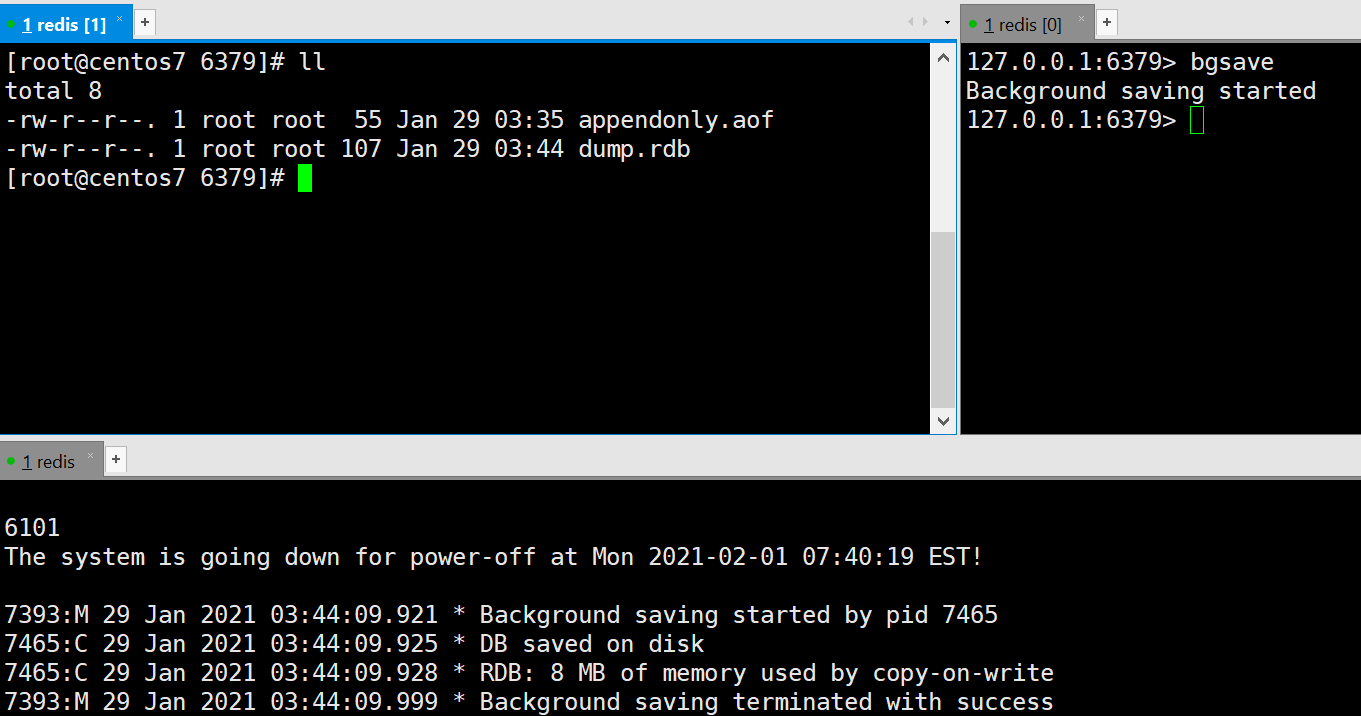 1 redis [1] × +
[root@centos7 6379]# ll
total 8
-rw-r--r--. 1 root root  55 Jan 29 03:35 appendonly.aof
-rw-r--r--. 1 root root 107 Jan 29 03:44 dump.rdb
[root@centos7 6379]#
1 redis [0] × +
127.0.0.1:6379> bgsave
Background saving started
127.0.0.1:6379>
1 redis × +
6101
The system is going down for power-off at Mon 2021-02-01 07:40:19 EST!
7393:M 29 Jan 2021 03:44:09.921 * Background saving started by pid 7465
7465:C 29 Jan 2021 03:44:09.925 * DB saved on disk
7465:C 29 Jan 2021 03:44:09.928 * RDB: 8 MB of memory used by copy-on-write
7393:M 29 Jan 2021 03:44:09.999 * Background saving terminated with success